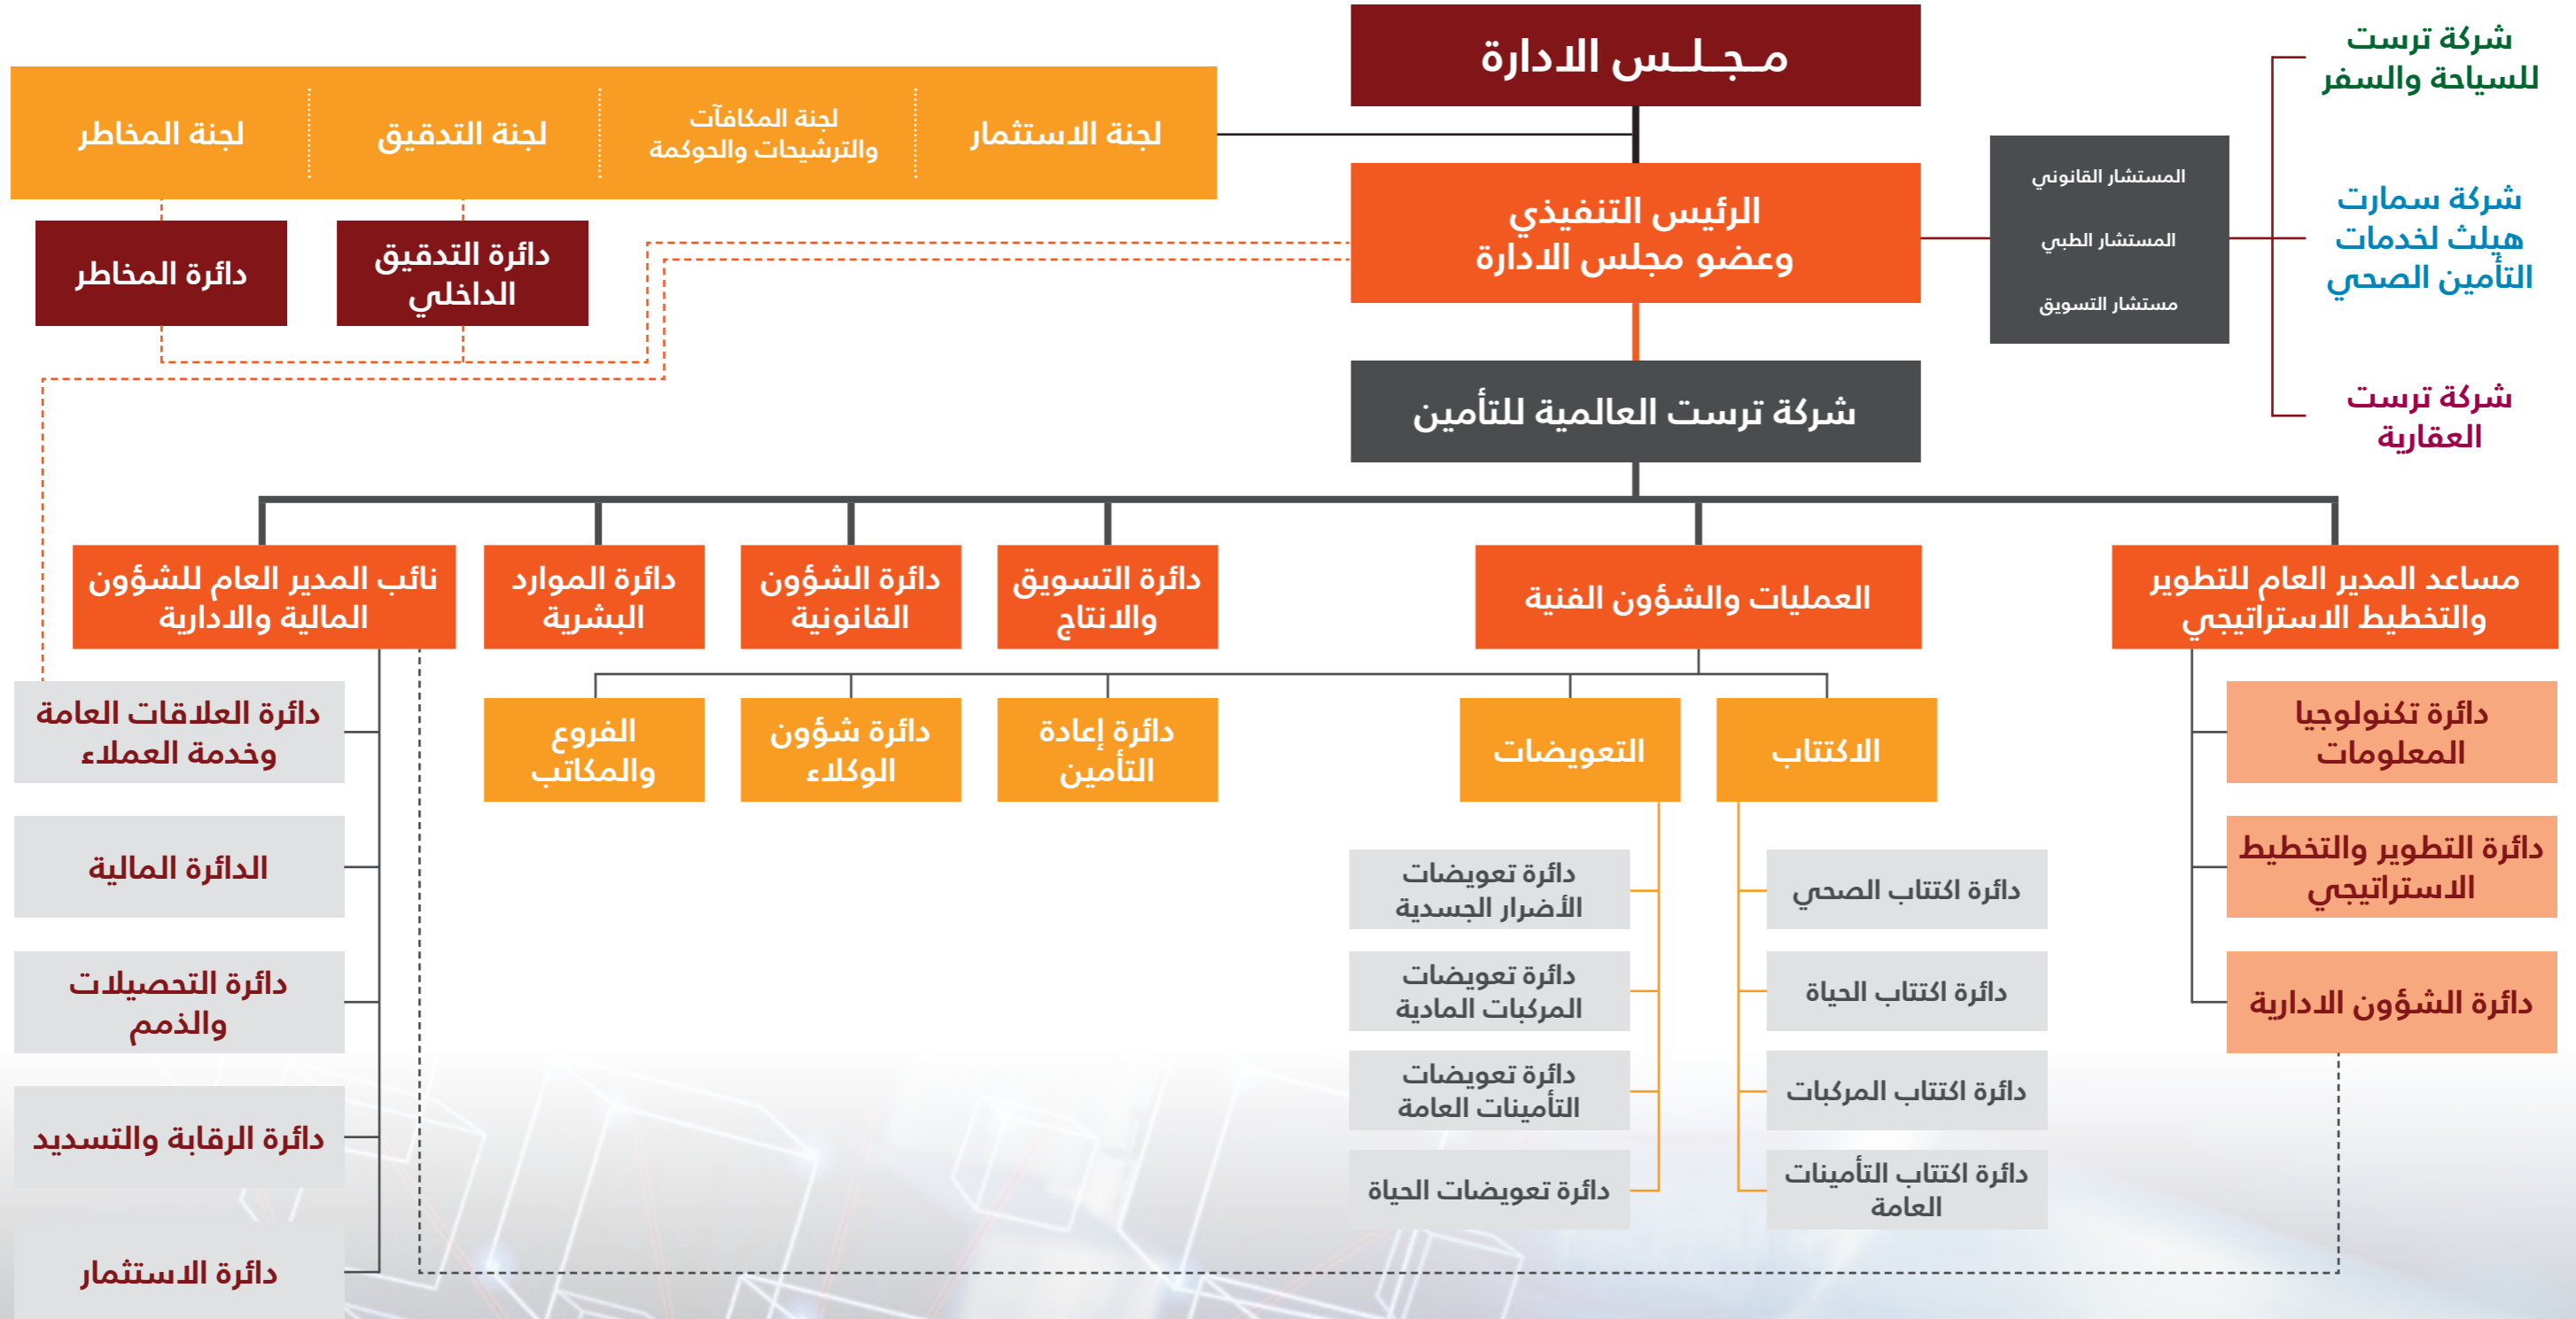 مـجـلـس الادارة
شركة ترست
للسياحة والسفر
لجنة الاستثمار
لجنة المكافآت
والترشيحات والحوكمة
لجنة التدقيق
لجنة المخاطر
المستشار القانوني
المستشار الطبي
مستشار التسويق
شركة سمارت
هيلث لخدمات
التأمين الصحي
الرئيس التنفيذي
وعضو مجلس الادارة
دائرة التدقيق
الداخلي
دائرة المخاطر
شركة ترست
العقارية
شركة ترست العالمية للتأمين
مساعد المدير العام للتطوير
والتخطيط الاستراتيجي
العمليات والشؤون الفنية
دائرة التسويق
والانتاج
دائرة الشؤون
القانونية
دائرة الموارد
البشرية
نائب المدير العام للشؤون
المالية والادارية
دائرة تكنولوجيا
المعلومات
دائرة التطوير والتخطيط
الاستراتيجي
دائرة الشؤون الادارية
الاكتتاب
التعويضات
دائرة إعادة
التأمين
دائرة شؤون
الوكلاء
الفروع
والمكاتب
دائرة اكتتاب الصحي
دائرة اكتتاب الحياة
دائرة اكتتاب المركبات
دائرة اكتتاب التأمينات
العامة
دائرة تعويضات
الأضرار الجسدية
دائرة تعويضات
المركبات المادية
دائرة تعويضات
التأمينات العامة
دائرة تعويضات الحياة
دائرة العلاقات العامة
وخدمة العملاء
الدائرة المالية
دائرة التحصيلات
والذمم
دائرة الرقابة والتسديد
دائرة الاستثمار